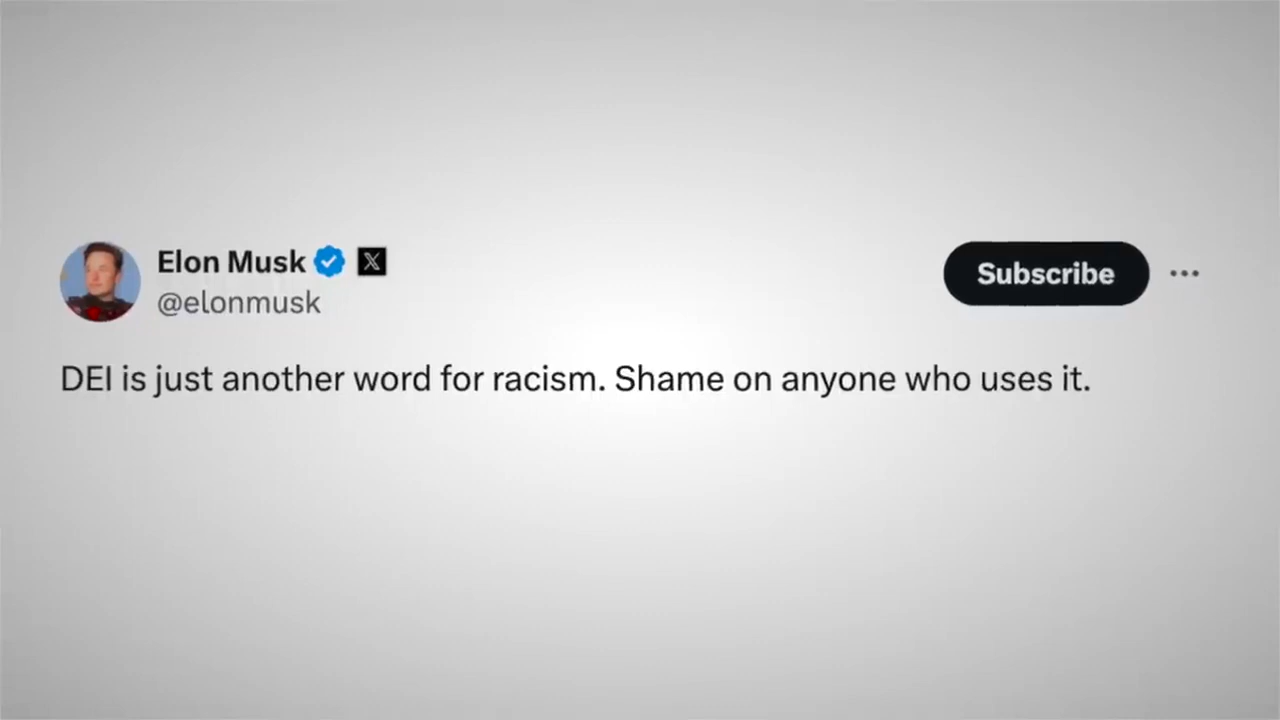 Elon Musk
@elonmusk
Subscribe
DEI is just another word for racism. Shame on anyone who uses it.